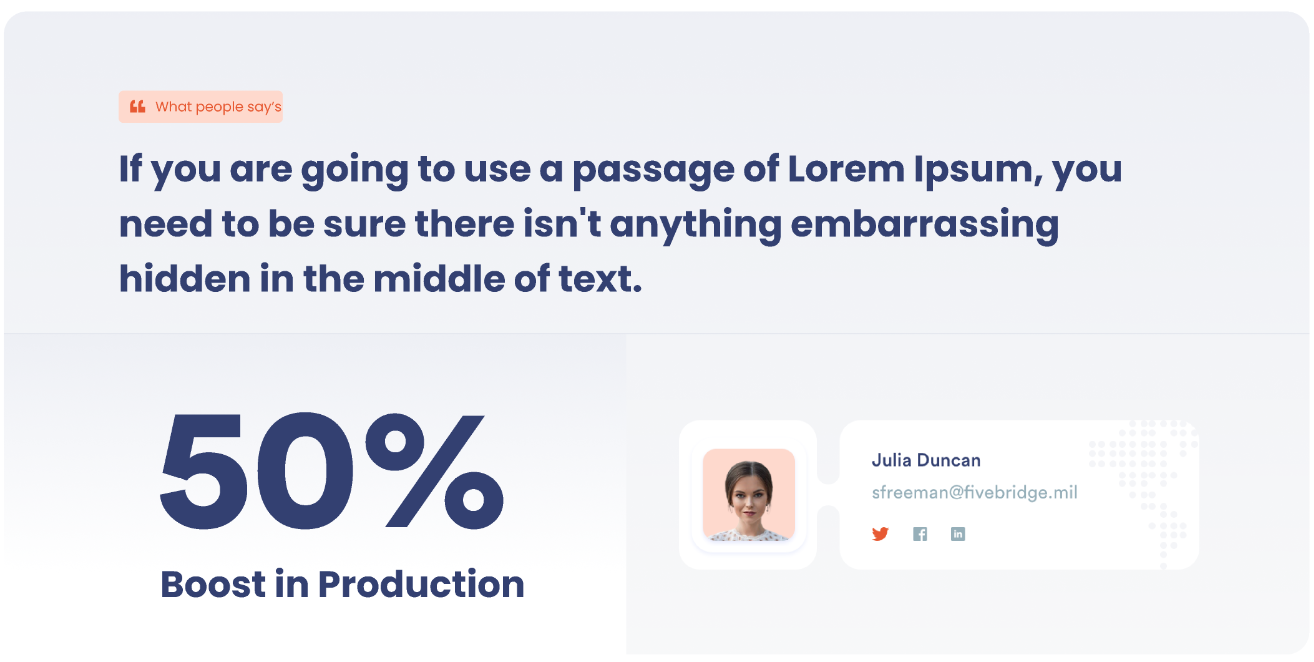 What people say's
If you are going to use a passage of Lorem Ipsum, you
need to be sure there isn't anything embarrassing
hidden in the middle of text.
50%
Boost in Production
Julia Duncan
sfreeman@fivebridge.mil
in